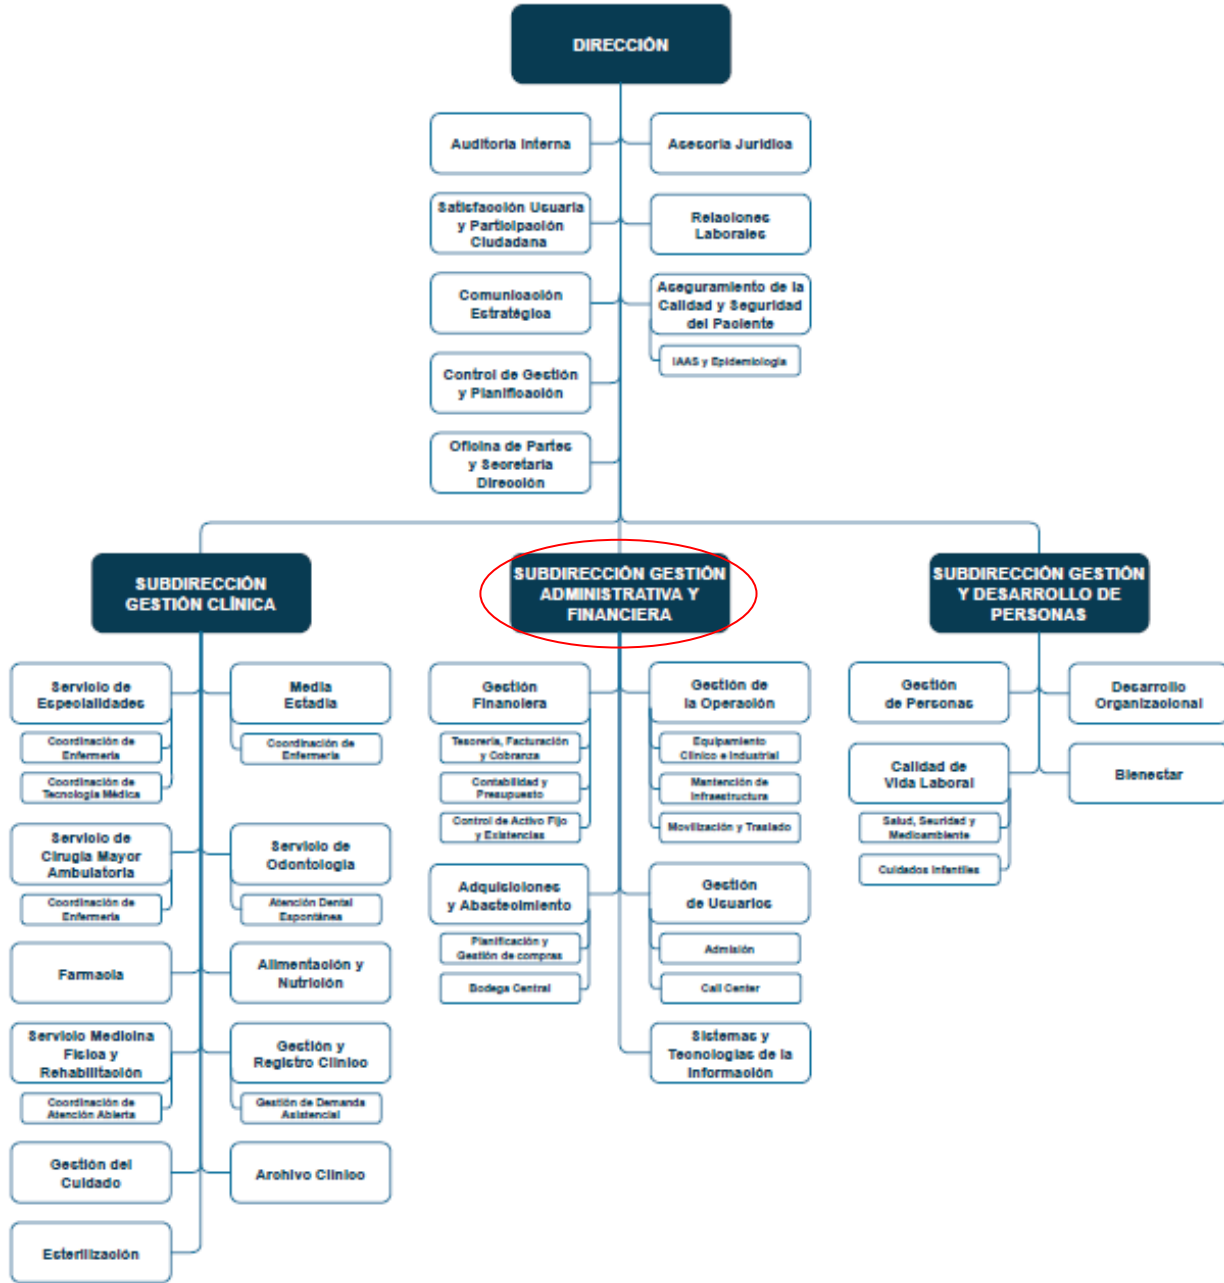 DIRECCIÓN
Auditoría Interna
Asesoría Jurídica
Satisfacción Usuaria
y Participación
Ciudadana
Relaciones
Laborales
Comunicación
Estratégica
Aseguramiento de la
Calidad y Seguridad
del Paciente
IAAS y Epidemiología
Control de Gestión
y Planificación
Oficina de Partes
y Secretaría
Dirección
SUBDIRECCIÓN
GESTIÓN CLÍNICA
SUBDIRECCIÓN GESTIÓN
ADMINISTRATIVA Y
FINANCIERA
SUBDIRECCIÓN GESTIÓN
Y DESARROLLO DE
PERSONAS
Servicio de
Especialidades
Coordinación de
Enfermería
Coordinación de
Tecnología Médica
Media
Estadía
Coordinación de
Enfermería
Servicio de
Cirugía Mayor
Ambulatoria
Coordinación de
Enfermería
Servicio de
Odontología
Atención Dental
Espontánea
Farmacia
Alimentación y
Nutrición
Servicio Medicina
Física y
Rehabilitación
Coordinación de
Atención Abierta
Gestión y
Registro Clínico
Gestión de Demanda
Asistencial
Gestión del
Cuidado
Archivo Clínico
Esterilización
Gestión
Financiera
Tesorería, Facturación
y Cobranza
Contabilidad y
Presupuesto
Control de Activo Fijo
y Existencias
Gestión de
la Operación
Equipamiento
Clínico e Industrial
Mantención de
Infraestructura
Movilización y Traslado
Adquisiciones
y Abastecimiento
Planificación y
Gestión de compras
Bodega Central
Gestión
de Usuarios
Admisión
Call Center
Sistemas y
Tecnologías de la
Información
Gestión
de Personas
Desarrollo
Organizacional
Calidad de
Vida Laboral
Salud, Seuridad y
Medioambiente
Cuidados Infantiles
Bienestar